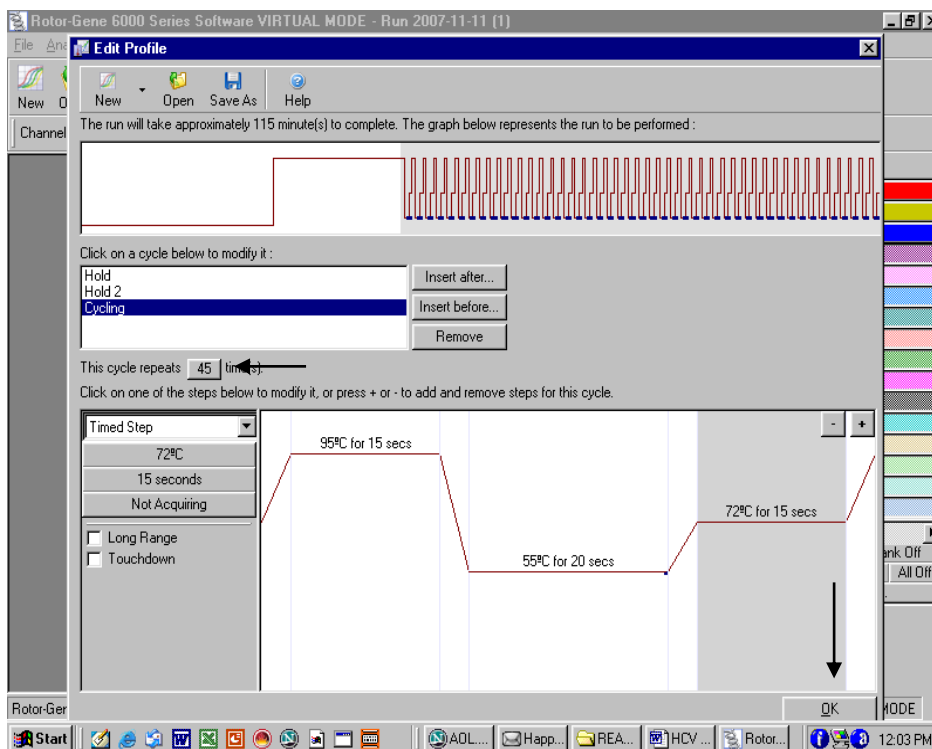 Rotor-Gene 6000 Series Software VIRTUAL MODE - Run 2007-11-11 (1)
File Ana
Edit Profile
New
New Open Save As Help
Channel
The run will take approximately 115 minute(s) to complete. The graph below represents the run to be performed :
Click on a cycle below to modify it :
Hold
Hold 2
Cycling
Insert after...
Insert before...
Remove
This cycle repeats 45 time(s).
Click on one of the steps below to modify it, or press + or - to add and remove steps for this cycle.
Timed Step
72ºC
15 seconds
Not Acquiring
Long Range
Touchdown
95ºC for 15 secs
55ºC for 20 secs
72ºC for 15 secs
- +
ank Off
All Off
OK
Rotor-Ger
MODE
Start
AOL...
Happ...
REA...
HCV ...
Rotor...
12:03 PM